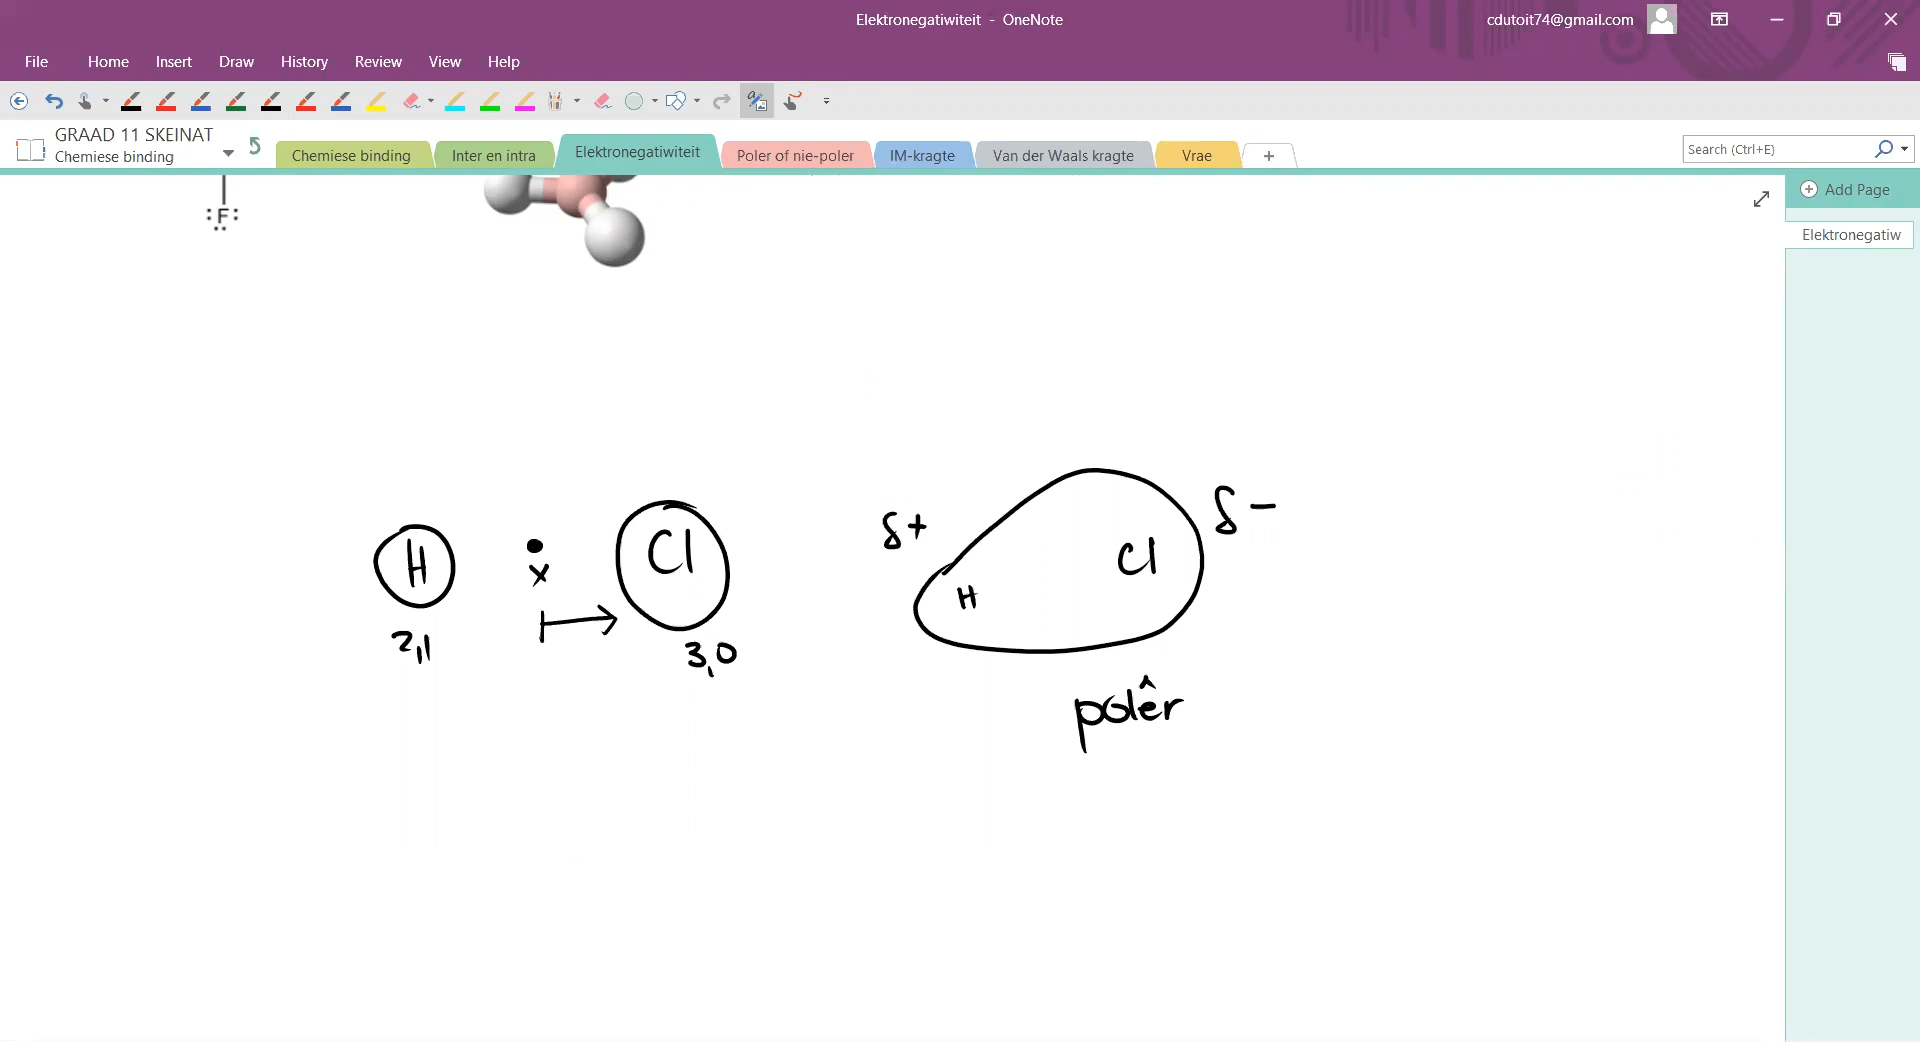 Elektronegatiwiteit - OneNote
cdutoit74@gmail.com
File Home Insert Draw History Review View Help
GRAAD 11 SKEINAT
Chemiese binding
Chemiese binding Inter en intra Elektronegatiwiteit Poler of nie-poler IM-kragte Van der Waals kragte Vrae +
Search (Ctrl+E)
Add Page
Elektronegatiw
:F:
H • x Cl
2,1 3,0
δ+ δ−
H Cl
polêr